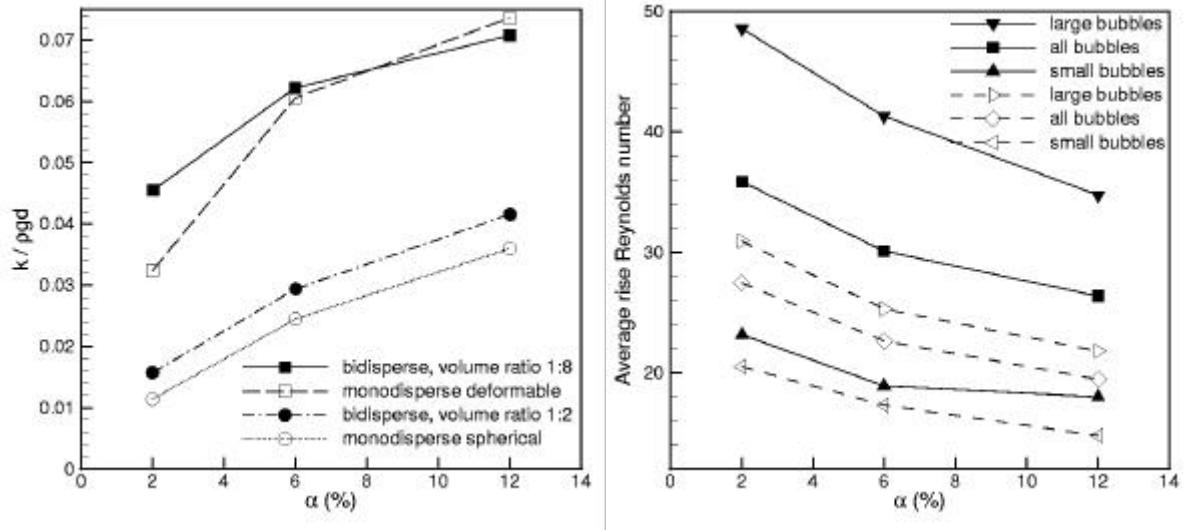 0.07
0.06
0.05
0.04
0.03
0.02
0.01
0
k / ρgd
0 2 4 6 8 10 12 14
α (%)
bidisperse, volume ratio 1:8
monodisperse deformable
bidisperse, volume ratio 1:2
monodisperse spherical
50
40
30
20
Average rise Reynolds number
0 2 4 6 8 10 12 14
α (%)
large bubbles
all bubbles
small bubbles
large bubbles
all bubbles
small bubbles